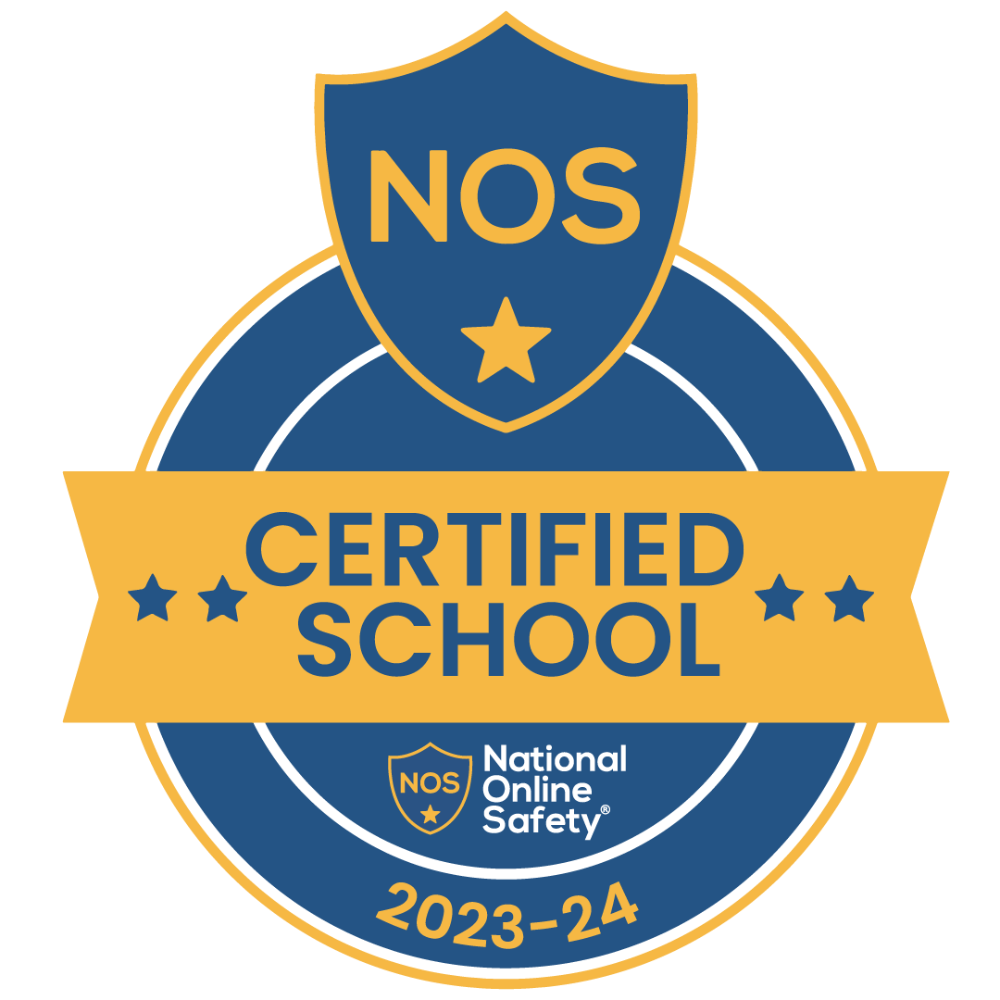 NOS
CERTIFIED
SCHOOL
NOS
National
Online
Safety®
2023-24